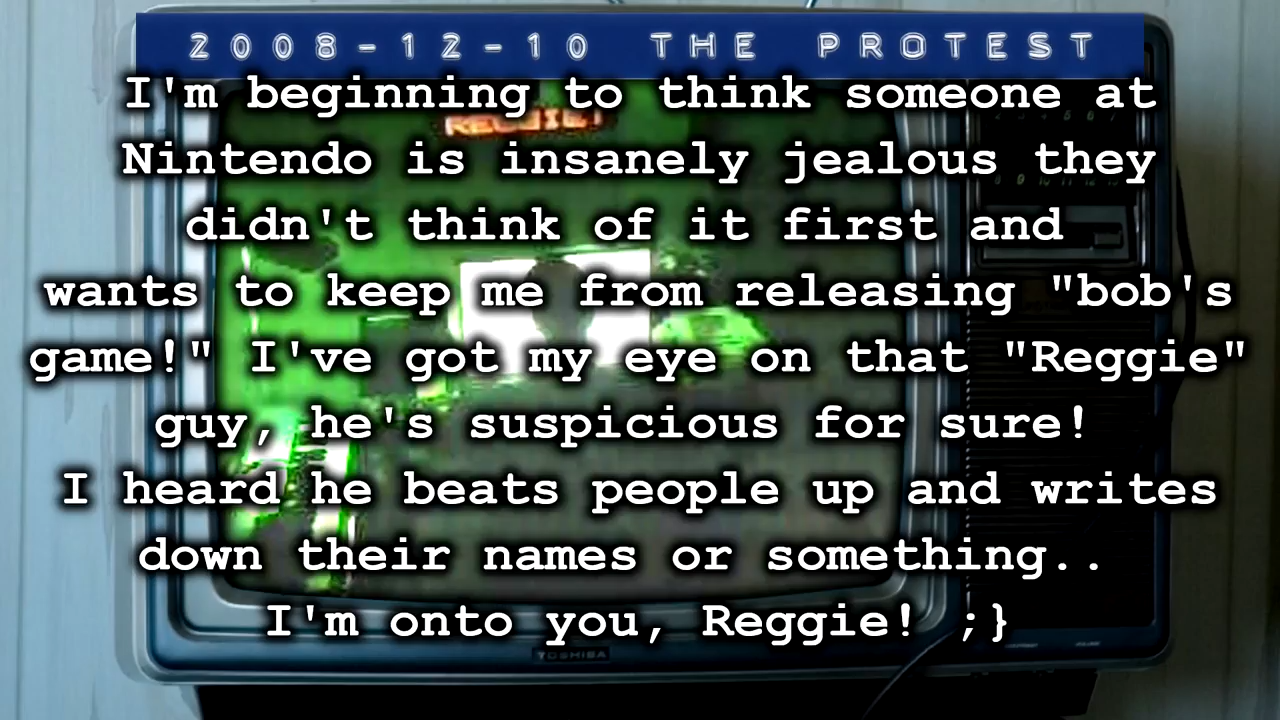 2008-12-10 THE PROTEST
I'm beginning to think someone at
Nintendo is insanely jealous they
didn't think of it first and
wants to keep me from releasing "bob's
game!" I've got my eye on that "Reggie"
guy, he's suspicious for sure!
I heard he beats people up and writes
down their names or something..
I'm onto you, Reggie! ;}
TOSHIBA